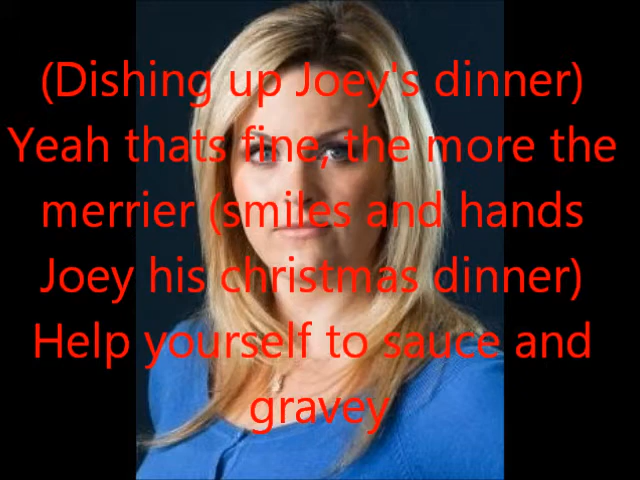 (Dishing up Joey's dinner)
Yeah thats fine, the more the
merrier (smiles and hands
Joey his christmas dinner)
Help yourself to sauce and
gravey